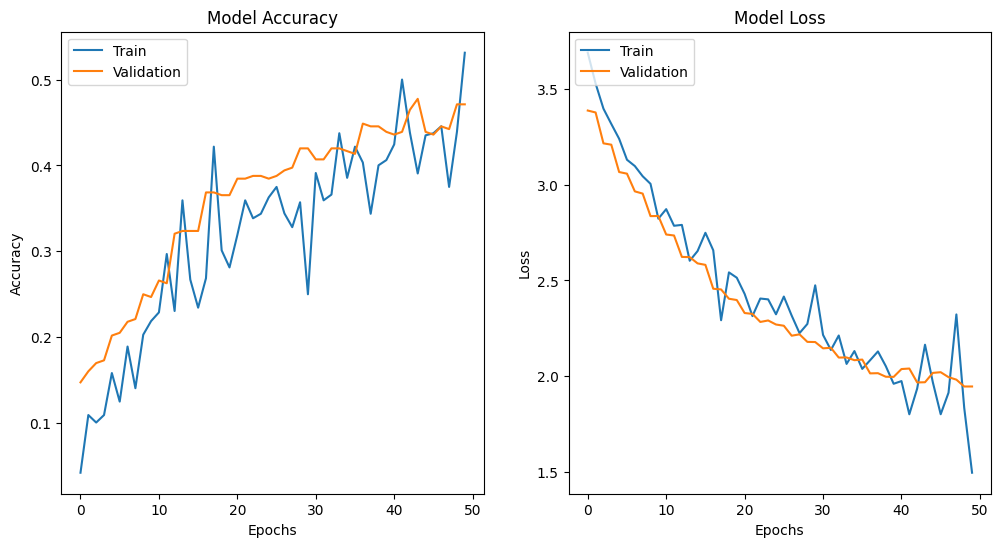 Model Accuracy
Train
Validation
0.5
0.4
0.3
0.2
0.1
Accuracy
0 10 20 30 40 50
Epochs
Model Loss
Train
Validation
3.5
3.0
2.5
2.0
1.5
Loss
0 10 20 30 40 50
Epochs